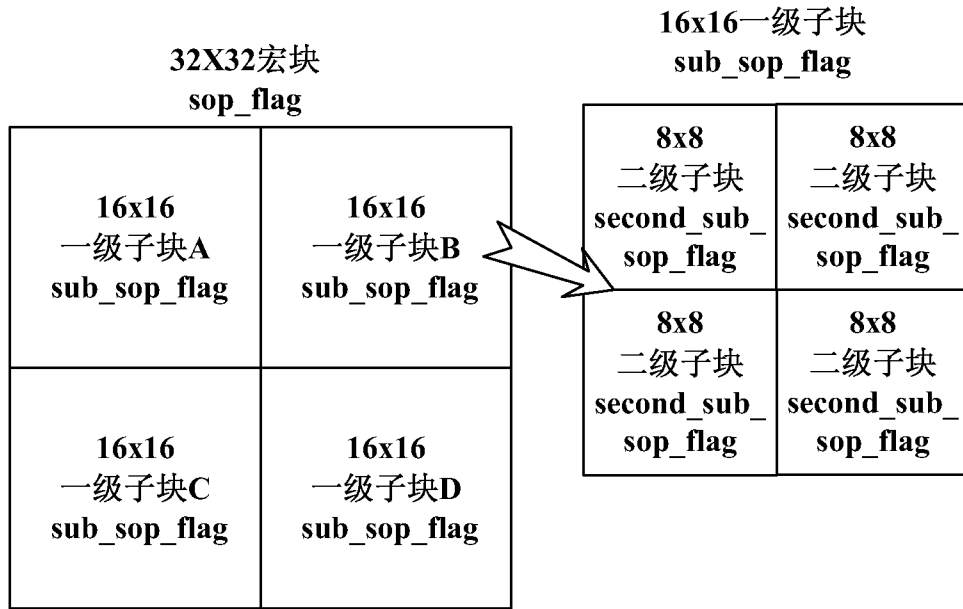 32X32宏块
sop_flag
16x16
一级子块A
sub_sop_flag
16x16
一级子块B
sub_sop_flag
16x16
一级子块C
sub_sop_flag
16x16
一级子块D
sub_sop_flag
16x16一级子块
sub_sop_flag
8x8
二级子块
second_sub_
sop_flag
8x8
二级子块
second_sub_
sop_flag
8x8
二级子块
second_sub_
sop_flag
8x8
二级子块
second_sub_
sop_flag